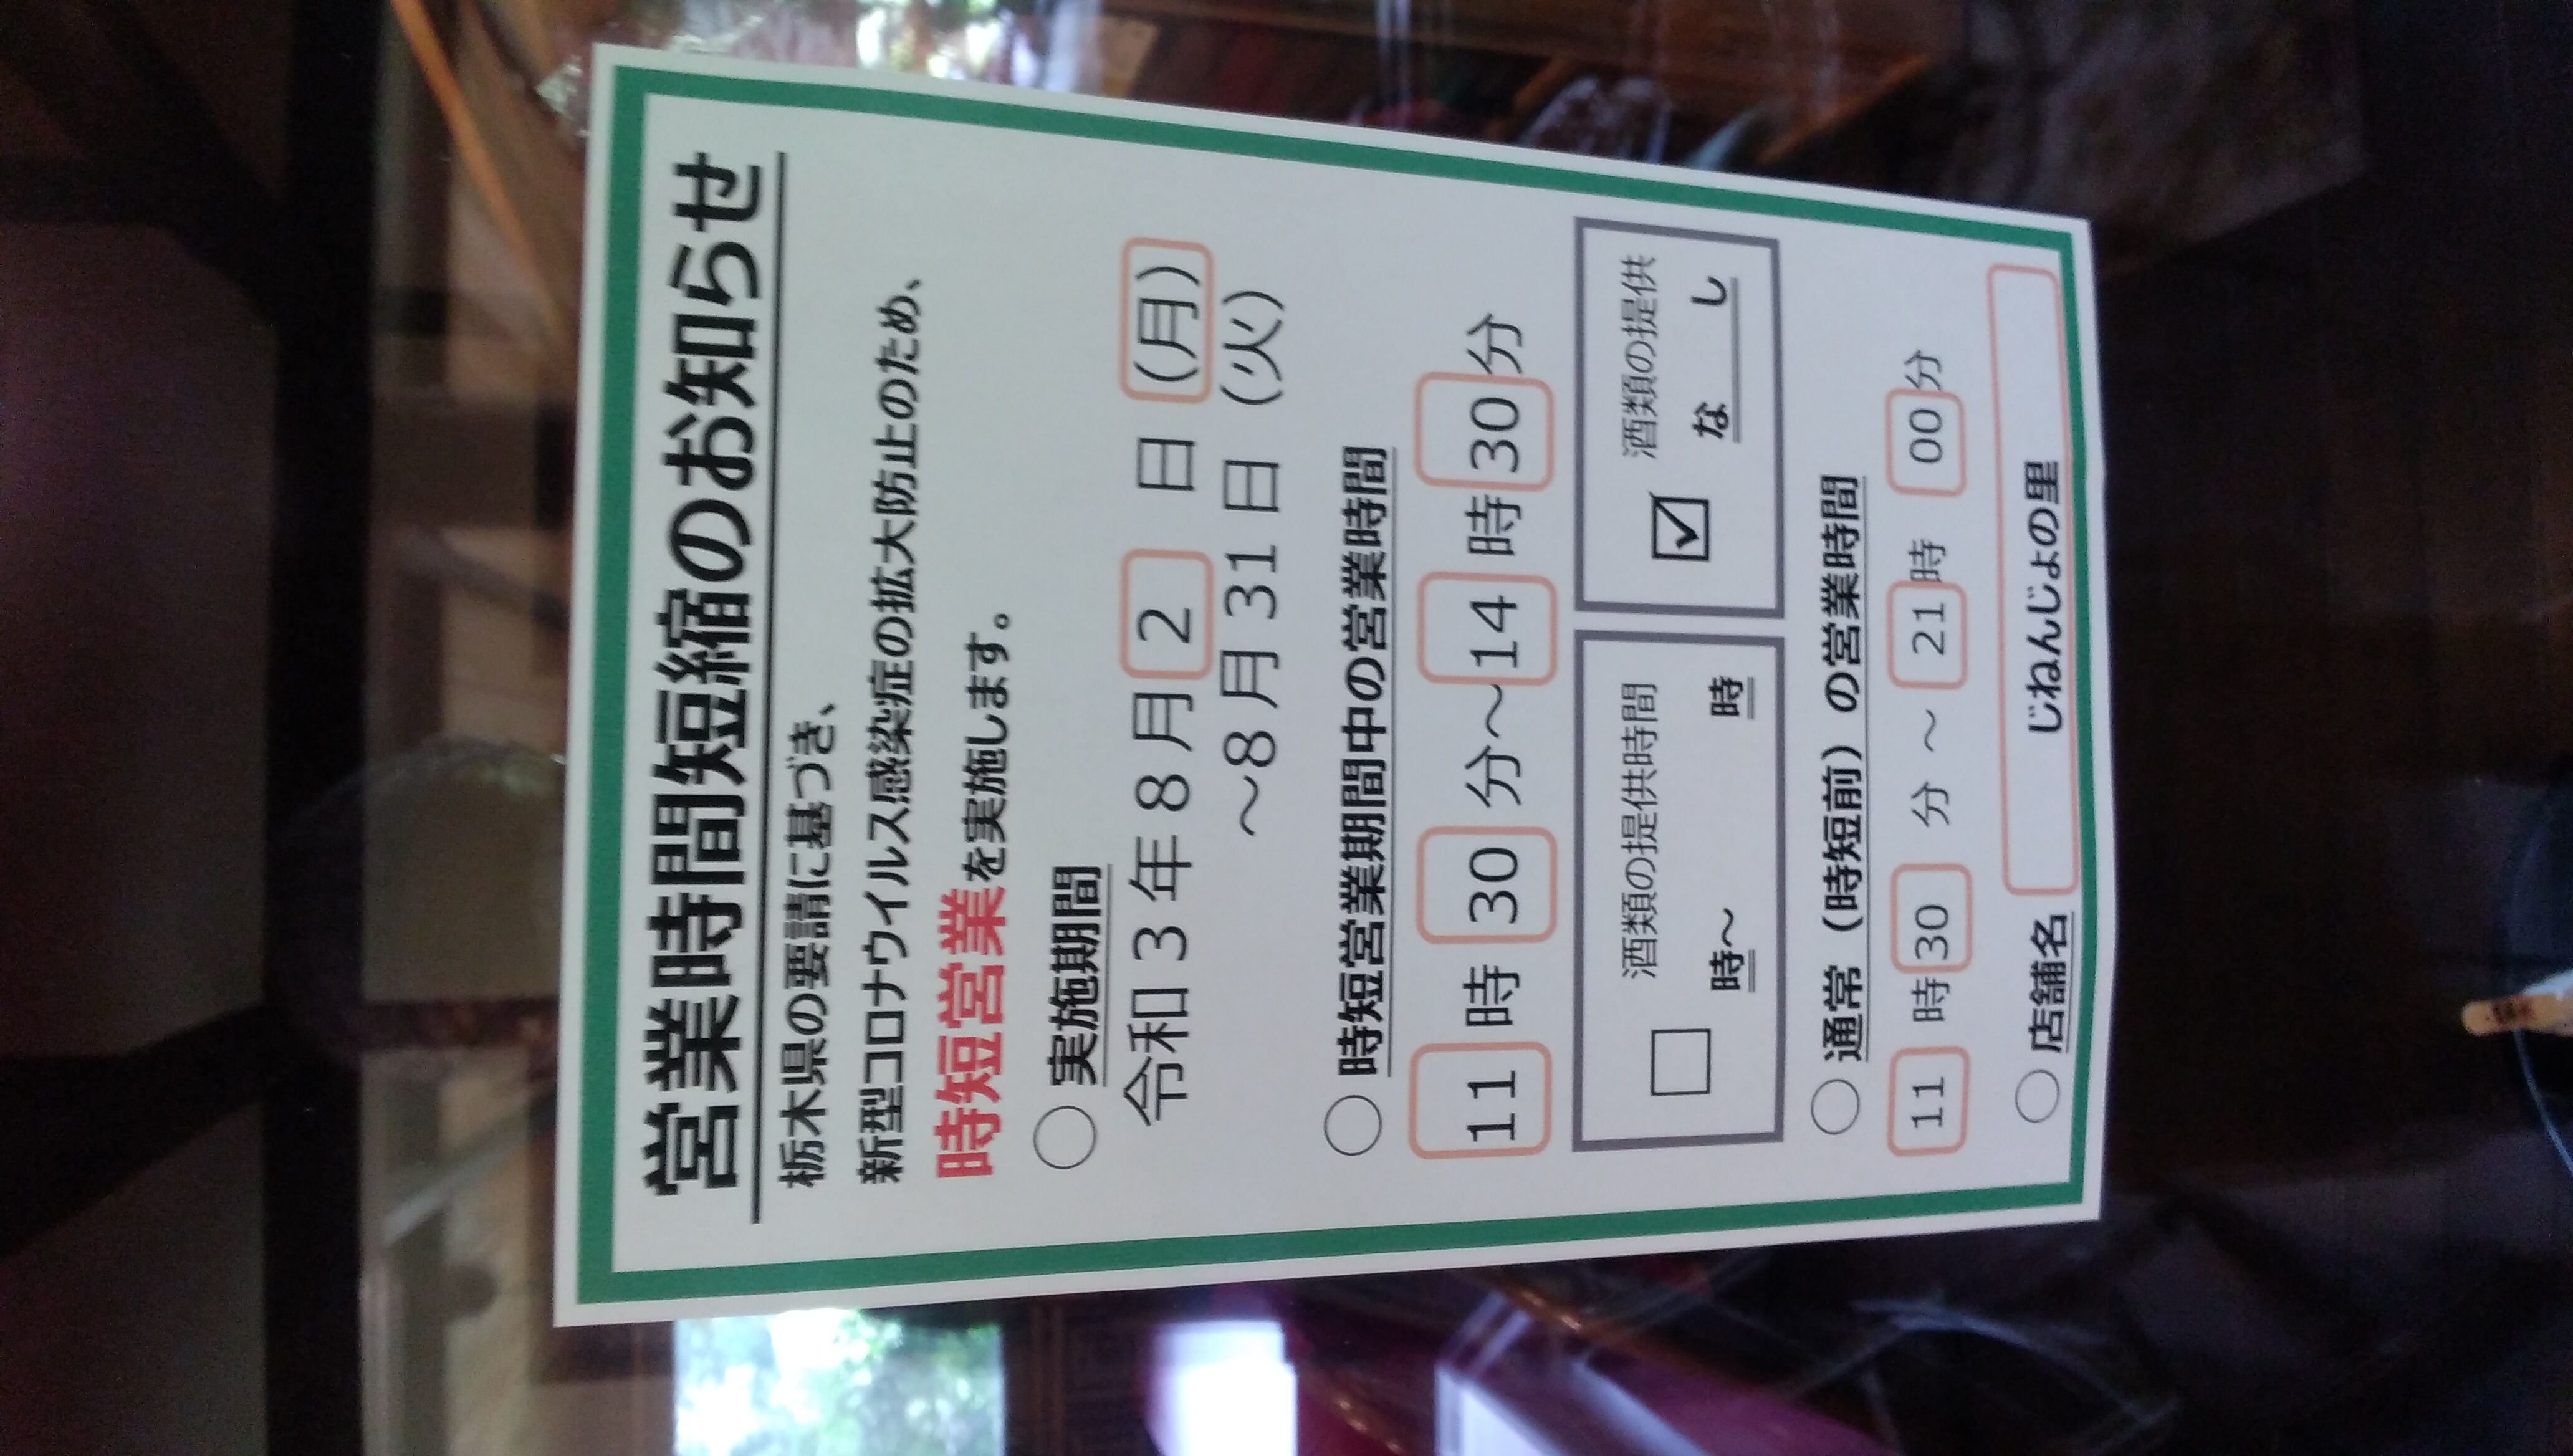 営業時間短縮のお知らせ
栃木県の要請に基づき、
新型コロナウイルス感染症の拡大防止のため、
時短営業を実施します。
○ 実施期間
令和3年8月2日(月)
～8月31日(火)
○ 時短営業期間中の営業時間
11時30分～14時30分
□ 酒類の提供時間
時～ 時
☑ 酒類の提供
なし
○ 通常（時短前）の営業時間
11時30分～21時00分
○ 店舗名 じねんじょの里